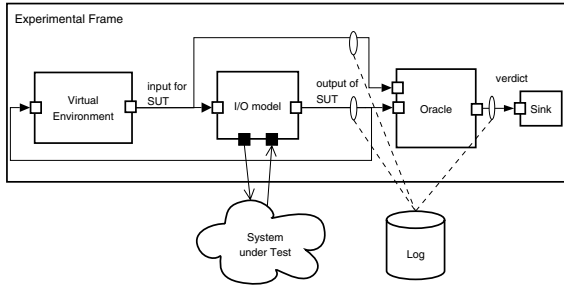 Experimental Frame
Virtual
Environment
input for
SUT
I/O model
output of
SUT
Oracle
verdict
Sink
System
under Test
Log